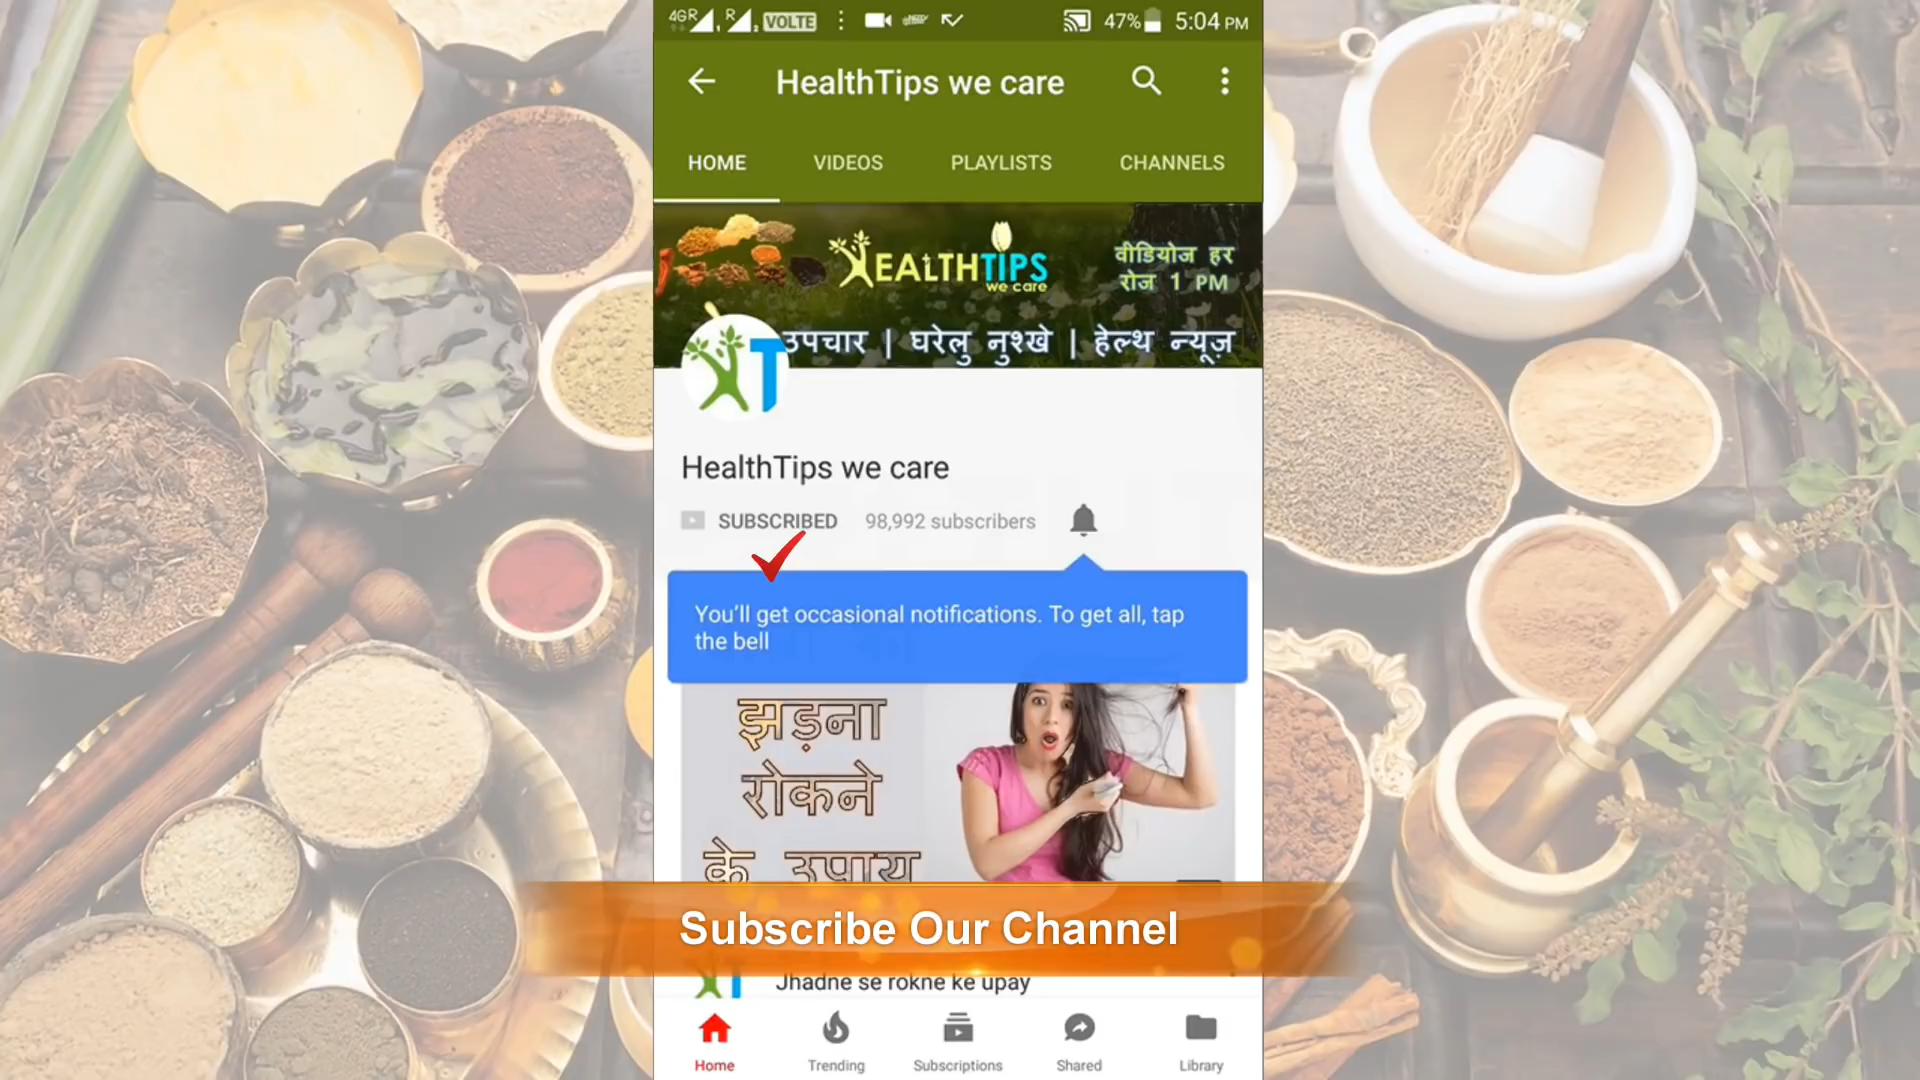 4G R R VOLTE 47% 5:04 PM
HealthTips we care
HOME VIDEOS PLAYLISTS CHANNELS
HEALTHTIPS
we care
वीडियोज हर
रोज 1 PM
उपचार | घरेलु नुश्खे | हेल्थ न्यूज़
T
HealthTips we care
SUBSCRIBED 98,992 subscribers
You'll get occasional notifications. To get all, tap
the bell
झड़ना
रोकने
के उपाय
Subscribe Our Channel
Jhadne se rokne ke upay
Home Trending Subscriptions Shared Library